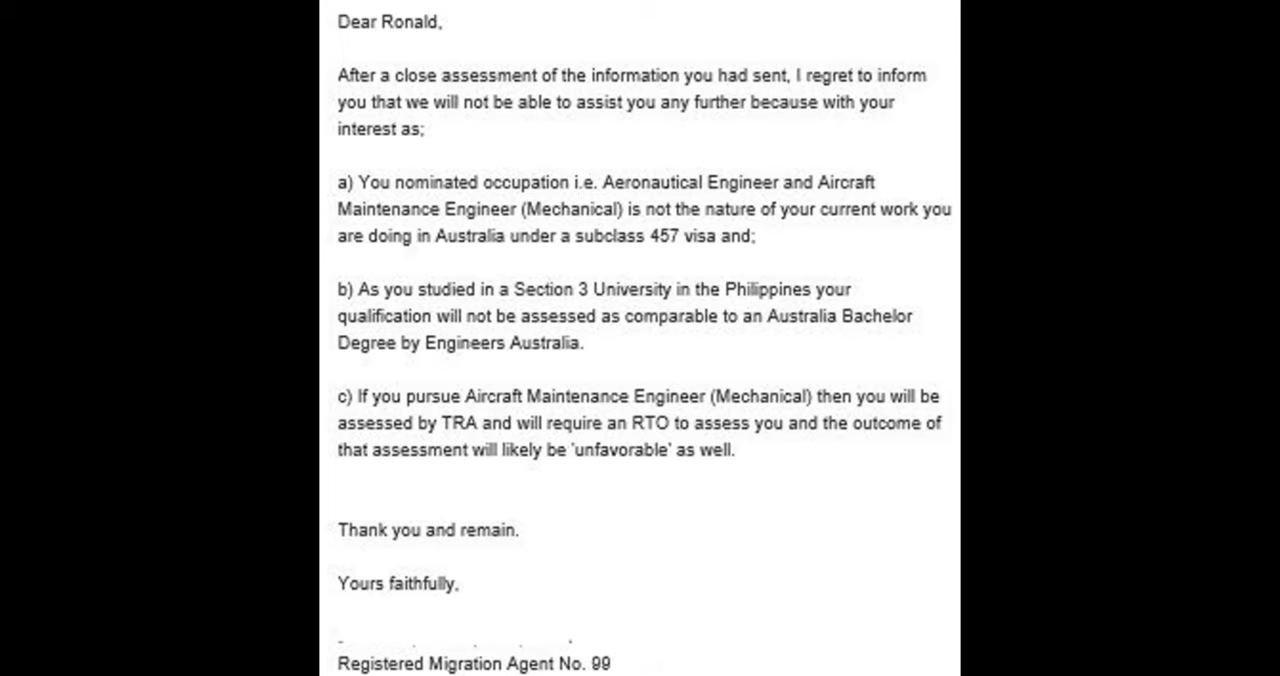 Dear Ronald,
After a close assessment of the information you had sent, I regret to inform
you that we will not be able to assist you any further because with your
interest as;
a) You nominated occupation i.e. Aeronautical Engineer and Aircraft
Maintenance Engineer (Mechanical) is not the nature of your current work you
are doing in Australia under a subclass 457 visa and;
b) As you studied in a Section 3 University in the Philippines your
qualification will not be assessed as comparable to an Australia Bachelor
Degree by Engineers Australia.
c) If you pursue Aircraft Maintenance Engineer (Mechanical) then you will be
assessed by TRA and will require an RTO to assess you and the outcome of
that assessment will likely be 'unfavorable' as well.
Thank you and remain.
Yours faithfully,
Registered Migration Agent No. 99